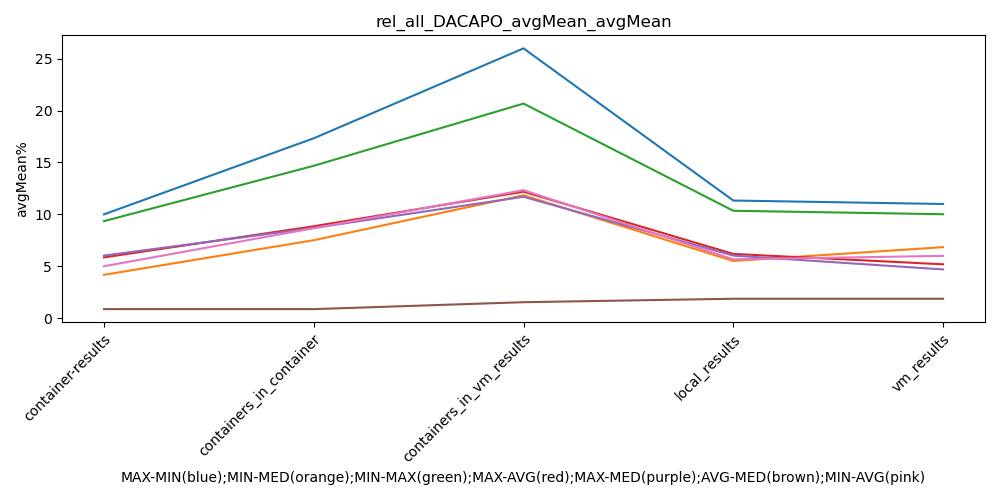 rel_all_DACAPO_avgMean_avgMean
avgMean%
25
20
15
10
5
0
container-results
containers_in_container
containers_in_vm_results
local_results
vm_results
MAX-MIN(blue);MIN-MED(orange);MIN-MAX(green);MAX-AVG(red);MAX-MED(purple);AVG-MED(brown);MIN-AVG(pink)